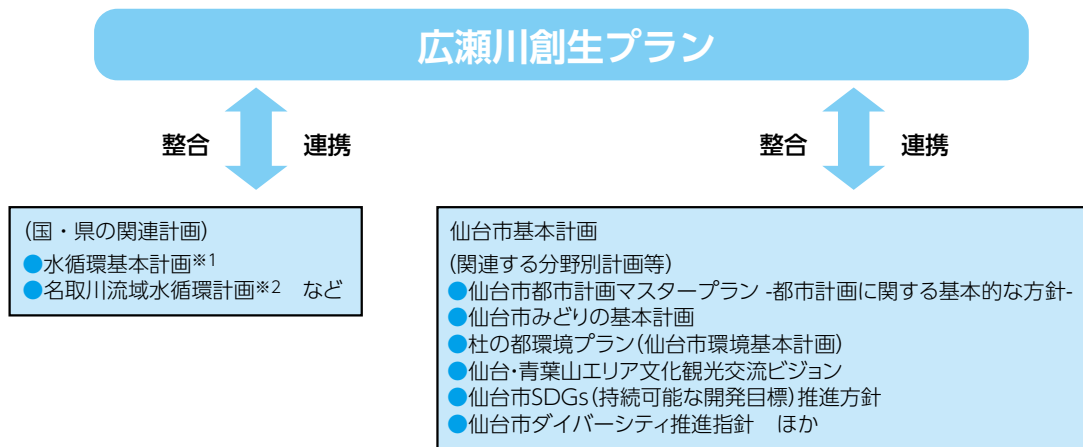 広瀬川創生プラン
整合 連携
整合 連携
(国・県の関連計画)
●水循環基本計画※1
●名取川流域水循環計画※2 など
仙台市基本計画
(関連する分野別計画等)
●仙台市都市計画マスタープラン -都市計画に関する基本的な方針-
●仙台市みどりの基本計画
●杜の都環境プラン(仙台市環境基本計画)
●仙台・青葉山エリア文化観光交流ビジョン
●仙台市SDGs(持続可能な開発目標)推進方針
●仙台市ダイバーシティ推進指針 ほか